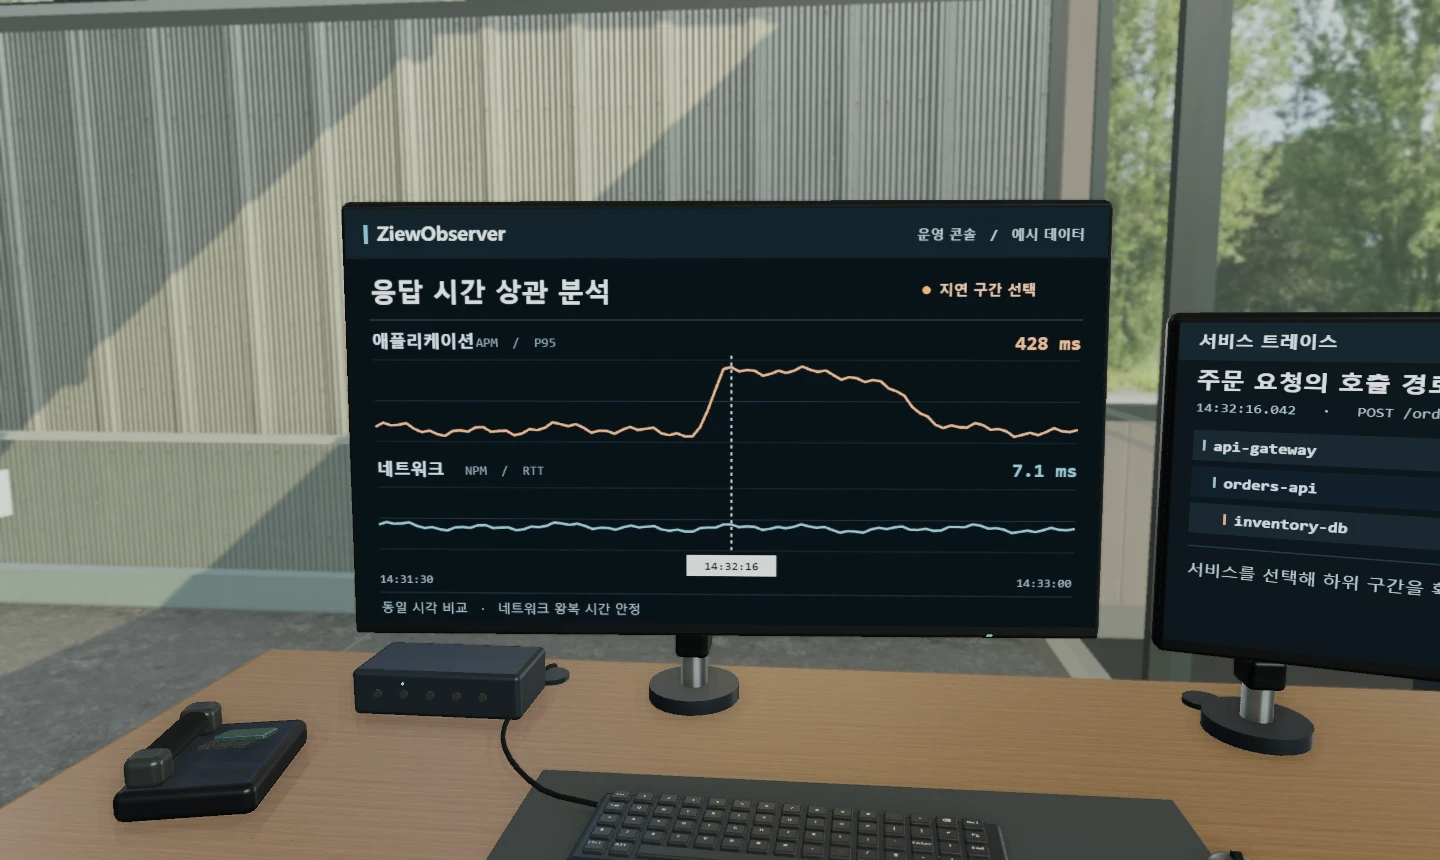 ZiewObserver
운영 콘솔 / 예시 데이터
응답 시간 상관 분석
지연 구간 선택
애플리케이션 APM / P95
428 ms
네트워크 NPM / RTT
7.1 ms
14:32:16
14:31:30
14:33:00
동일 시각 비교 · 네트워크 왕복 시간 안정
서비스 트레이스
주문 요청의 호출
14:32:16.042 · POST
api-gateway
orders-api
inventory-db
서비스를 선택해 하위 구간을